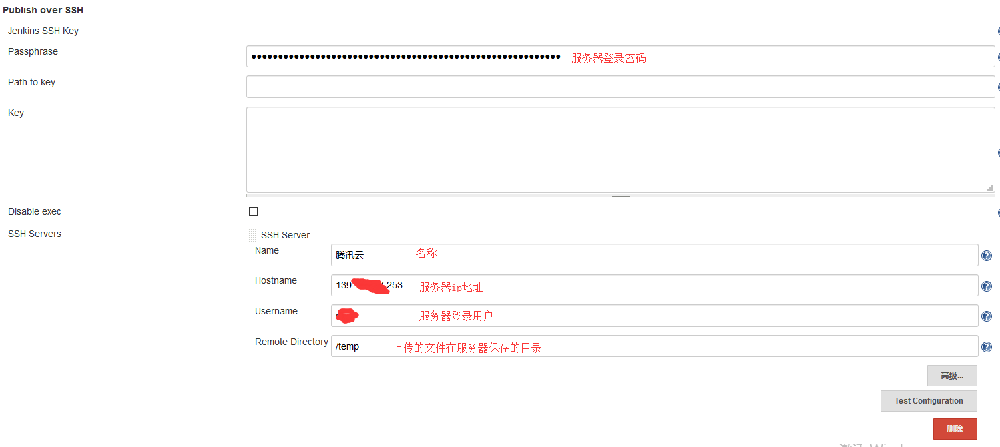 Publish over SSH
Jenkins SSH Key
Passphrase
服务器登录密码
Path to key
Key
Disable exec
SSH Servers
SSH Server
Name
腾讯云 名称
Hostname
139. 253 服务器ip地址
Username
服务器登录用户
Remote Directory
/temp 上传的文件在服务器保存的目录
高级...
Test Configuration
删除